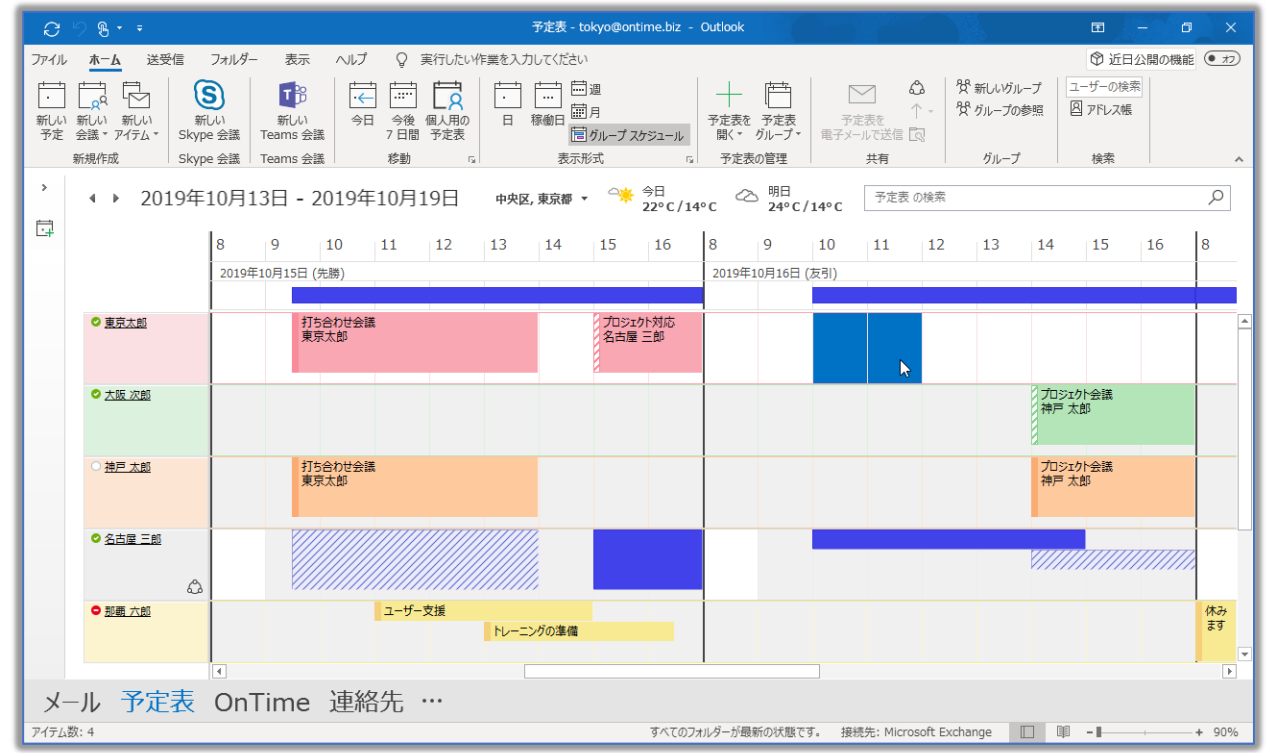 予定表 - tokyo@ontime.biz - Outlook
ファイル ホーム 送受信 フォルダー 表示 ヘルプ 実行したい作業を入力してください 近日公開の機能 オフ
新しい予定
新しい会議
新しいアイテム
新しい Skype 会議
新しい Teams 会議
今日
今後 7 日間
個人用の予定表
日
稼働日
週
月
グループ スケジュール
予定表を開く
予定表グループ
予定表を電子メールで送信
新しいグループ
グループの参照
ユーザーの検索
アドレス帳
新規作成 Skype 会議 Teams 会議 移動 表示形式 予定表の管理 共有 グループ 検索
2019年10月13日 - 2019年10月19日 中央区, 東京都 今日 22°C/14°C 明日 24°C/14°C 予定表 の検索
8 9 10 11 12 13 14 15 16 8 9 10 11 12 13 14 15 16 8
2019年10月15日 (先勝) 2019年10月16日 (友引)
東京太郎
打ち合わせ会議
東京太郎
プロジェクト対応
名古屋 三郎
大阪 次郎
プロジェクト会議
神戸 太郎
神戸 太郎
打ち合わせ会議
東京太郎
プロジェクト会議
神戸 太郎
名古屋 三郎
那覇 六郎
ユーザー支援
トレーニングの準備
休み
ます
メール 予定表 OnTime 連絡先 …
アイテム数: 4 すべてのフォルダーが最新の状態です。 接続先: Microsoft Exchange 90%